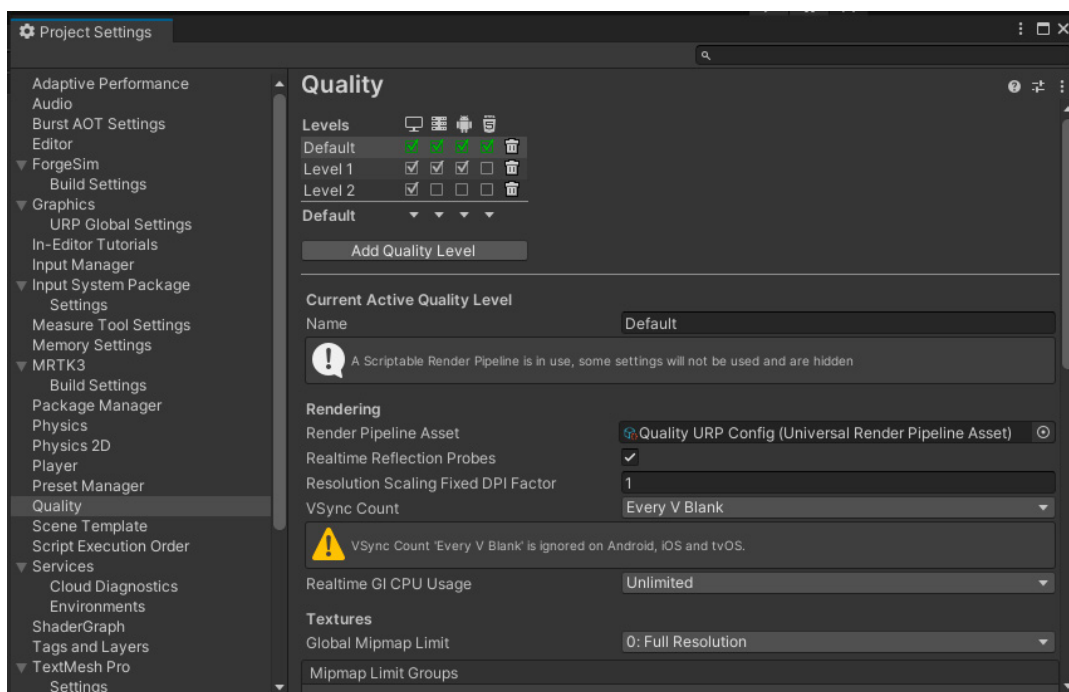 Project Settings
Adaptive Performance
Audio
Burst AOT Settings
Editor
ForgeSim
Build Settings
Graphics
URP Global Settings
In-Editor Tutorials
Input Manager
Input System Package
Settings
Measure Tool Settings
Memory Settings
MRTK3
Build Settings
Package Manager
Physics
Physics 2D
Player
Preset Manager
Quality
Scene Template
Script Execution Order
Services
Cloud Diagnostics
Environments
ShaderGraph
Tags and Layers
TextMesh Pro
Settings
Quality
Levels
Default
Level 1
Level 2
Default
Add Quality Level
Current Active Quality Level
Name Default
A Scriptable Render Pipeline is in use, some settings will not be used and are hidden
Rendering
Render Pipeline Asset Quality URP Config (Universal Render Pipeline Asset)
Realtime Reflection Probes
Resolution Scaling Fixed DPI Factor 1
VSync Count Every V Blank
VSync Count 'Every V Blank' is ignored on Android, iOS and tvOS.
Realtime GI CPU Usage Unlimited
Textures
Global Mipmap Limit 0: Full Resolution
Mipmap Limit Groups